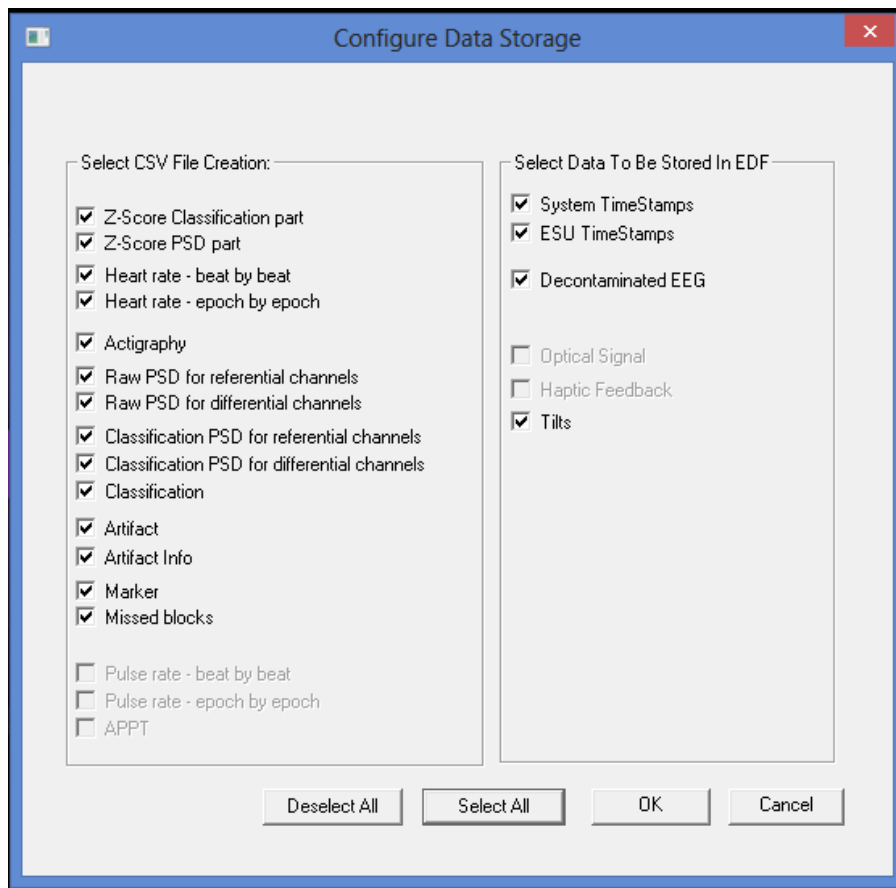 Configure Data Storage
Select CSV File Creation:
Z-Score Classification part
Z-Score PSD part
Heart rate - beat by beat
Heart rate - epoch by epoch
Actigraphy
Raw PSD for referential channels
Raw PSD for differential channels
Classification PSD for referential channels
Classification PSD for differential channels
Classification
Artifact
Artifact Info
Marker
Missed blocks
Pulse rate - beat by beat
Pulse rate - epoch by epoch
APPT
Select Data To Be Stored In EDF
System TimeStamps
ESU TimeStamps
Decontaminated EEG
Optical Signal
Haptic Feedback
Tilts
Deselect All
Select All
OK
Cancel